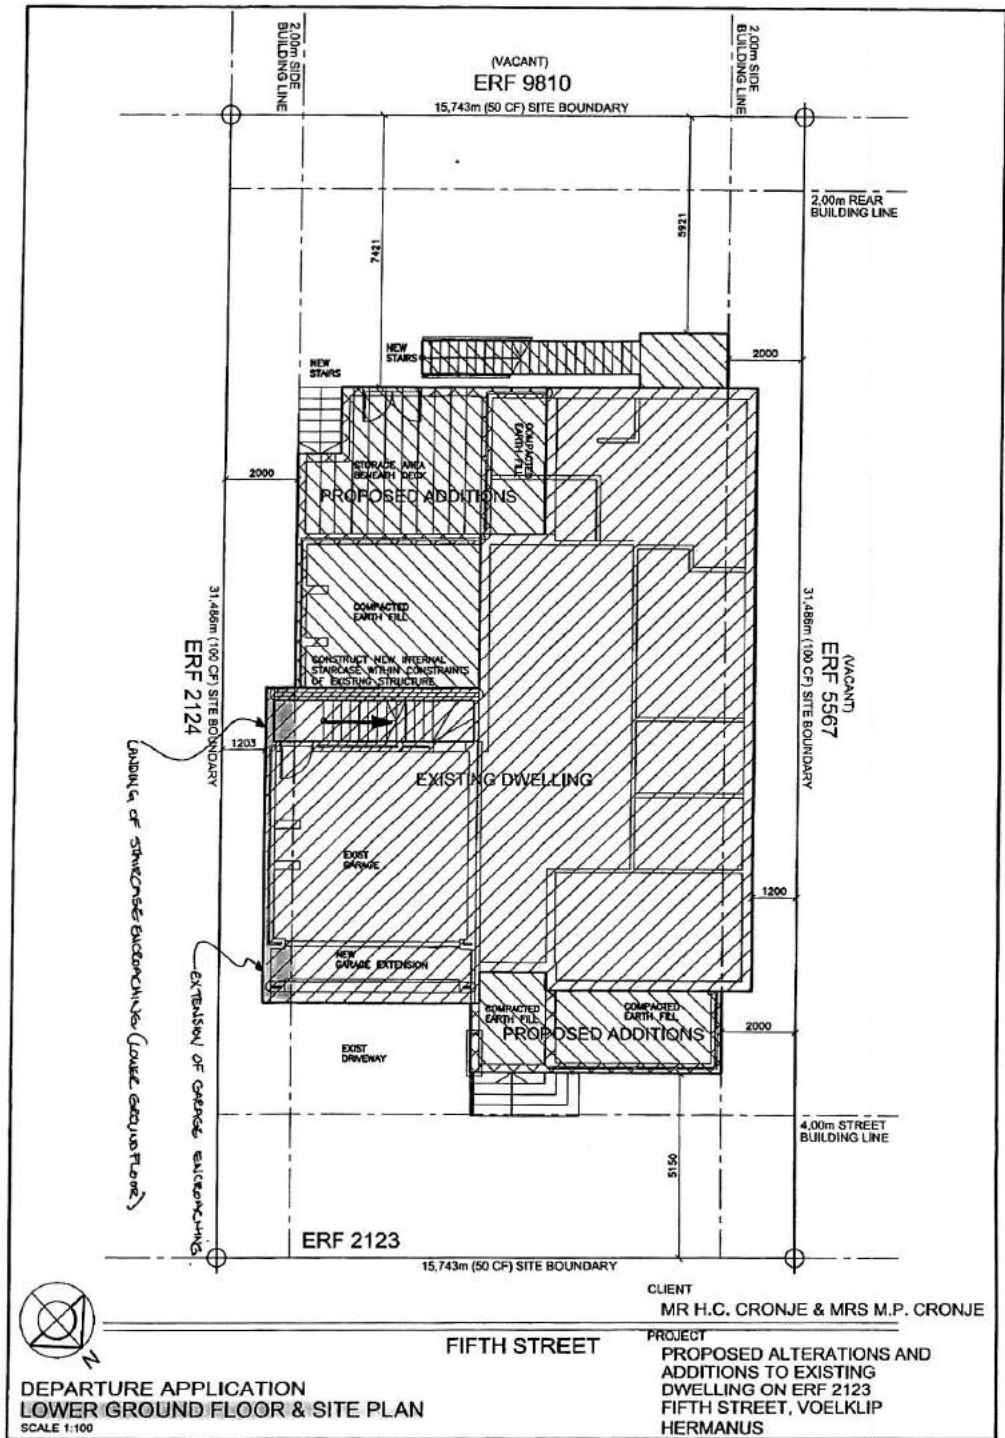 2,00m SIDE
BUILDING LINE
(VACANT)
ERF 9810
15,743m (50 CF) SITE BOUNDARY
2,00m SIDE
BUILDING LINE
2,00m REAR
BUILDING LINE
7421
5921
NEW
STAIRS
NEW
STAIRS
2000
COMPACTED
EARTH FILL
STORAGE AREA
BENEATH DECK
2000
PROPOSED ADDITIONS
COMPACTED
EARTH FILL
31,486m (100 CF) SITE BOUNDARY
ERF 2124
CONSTRUCT NEW INTERNAL
STAIRCASE WITHIN CONSTRAINTS
OF EXISTING STRUCTURE
(VACANT)
ERF 5567
31,486m (100 CF) SITE BOUNDARY
1203
EXISTING DWELLING
LANDING OF STAIRCASE ENCROACHING (LOWER GROUND FLOOR)
EXIST
GARAGE
1200
EXTENSION OF GARAGE ENCROACHING
NEW
GARAGE EXTENSION
COMPACTED
EARTH FILL
COMPACTED
EARTH FILL
PROPOSED ADDITIONS
2000
EXIST
DRIVEWAY
4,00m STREET
BUILDING LINE
5150
ERF 2123
15,743m (50 CF) SITE BOUNDARY
CLIENT
MR H.C. CRONJE & MRS M.P. CRONJE
N
FIFTH STREET
PROJECT
PROPOSED ALTERATIONS AND
ADDITIONS TO EXISTING
DWELLING ON ERF 2123
FIFTH STREET, VOELKLIP
HERMANUS
DEPARTURE APPLICATION
LOWER GROUND FLOOR & SITE PLAN
SCALE 1:100